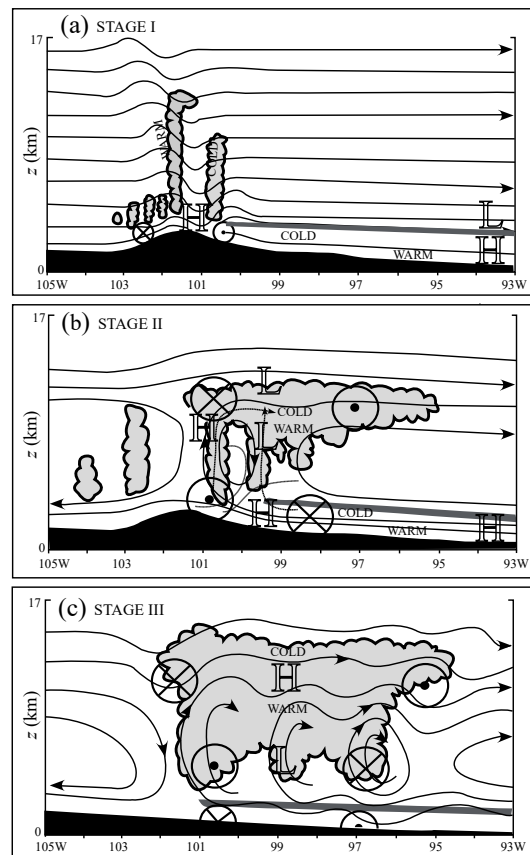 (a) STAGE I
17
z (km)
WARM
COLD
H
L
COLD
H
WARM
0
105W 103 101 99 97 95 93W
(b) STAGE II
17
z (km)
L
COLD
H
L
WARM
H
COLD
H
WARM
0
105W 103 101 99 97 95 93W
(c) STAGE III
17
z (km)
COLD
H
WARM
L
0
105W 103 101 99 97 95 93W